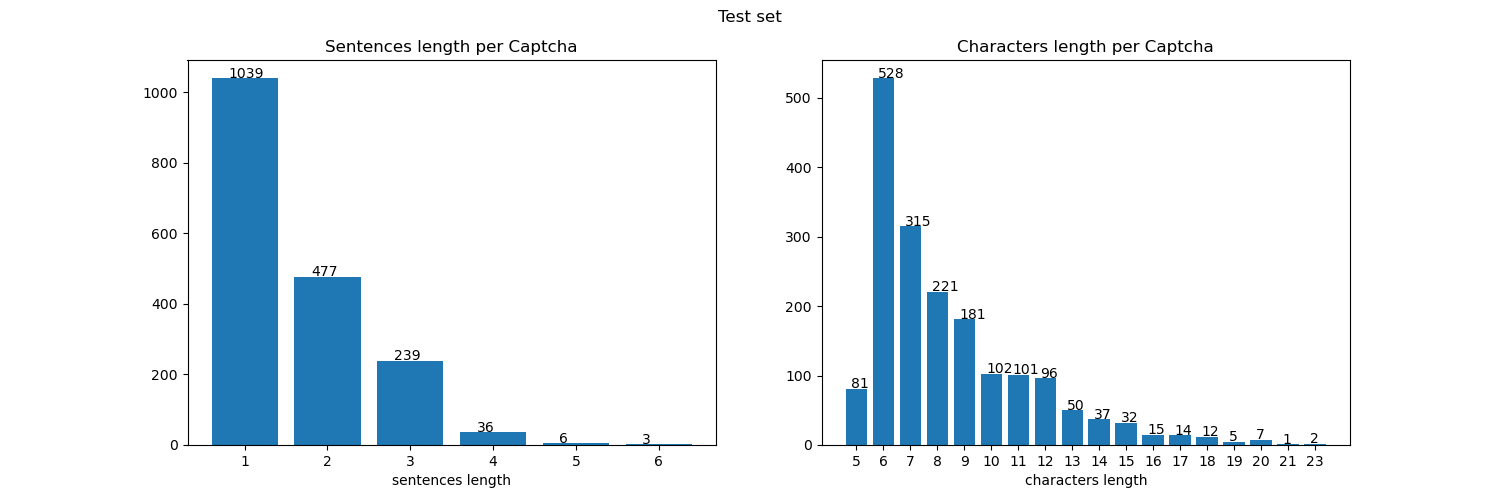 Test set
Sentences length per Captcha
1039
477
239
36
6
3
0
200
400
600
800
1000
1 2 3 4 5 6
sentences length
Characters length per Captcha
528
315
221
181
102 101 96
81
50
37 32
15 14 12 5 7 1 2
0
100
200
300
400
500
5 6 7 8 9 10 11 12 13 14 15 16 17 18 19 20 21 23
characters length